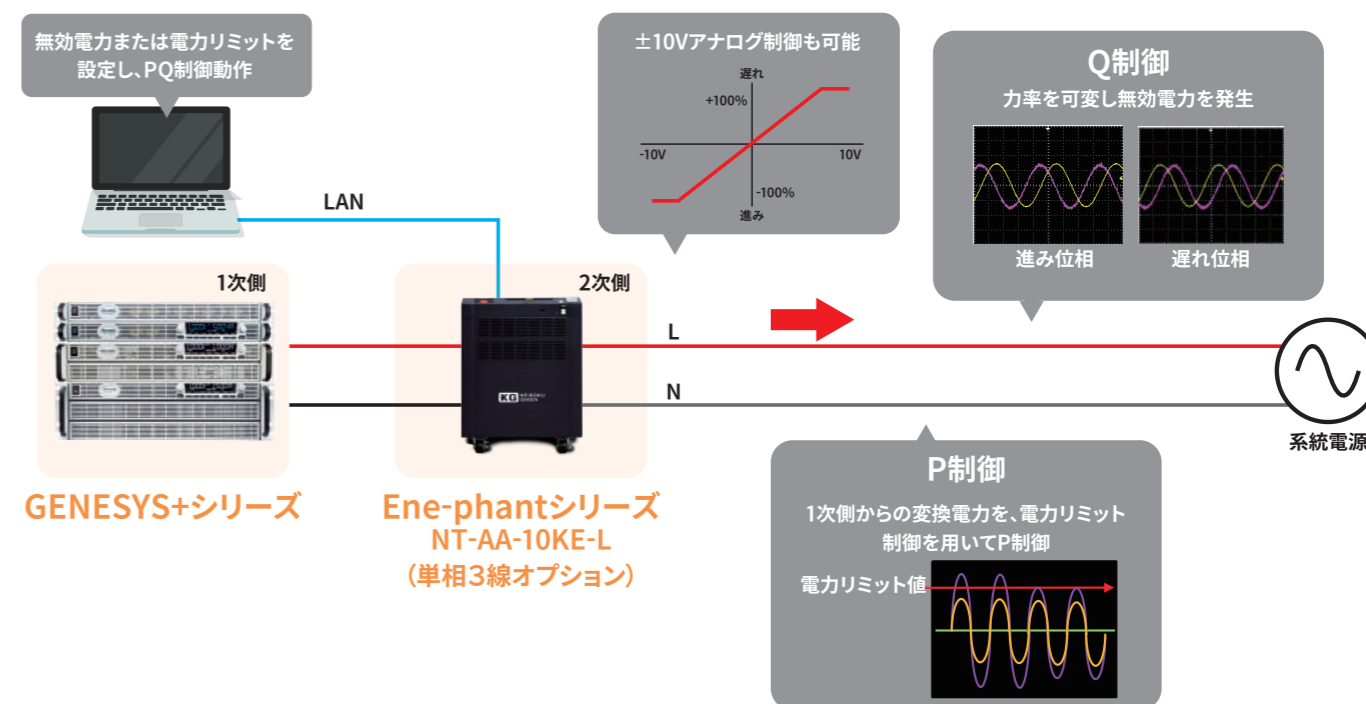 無効電力または電力リミットを
設定し、PQ制御動作
LAN
±10Vアナログ制御も可能
遅れ
+100%
-10V
10V
-100%
進み
Q制御
力率を可変し無効電力を発生
進み位相
遅れ位相
1次側
2次側
KG
L
N
系統電源
GENESYS+シリーズ
Ene-phantシリーズ
NT-AA-10KE-L
（単相３線オプション）
P制御
1次側からの変換電力を、電力リミット
制御を用いてP制御
電力リミット値